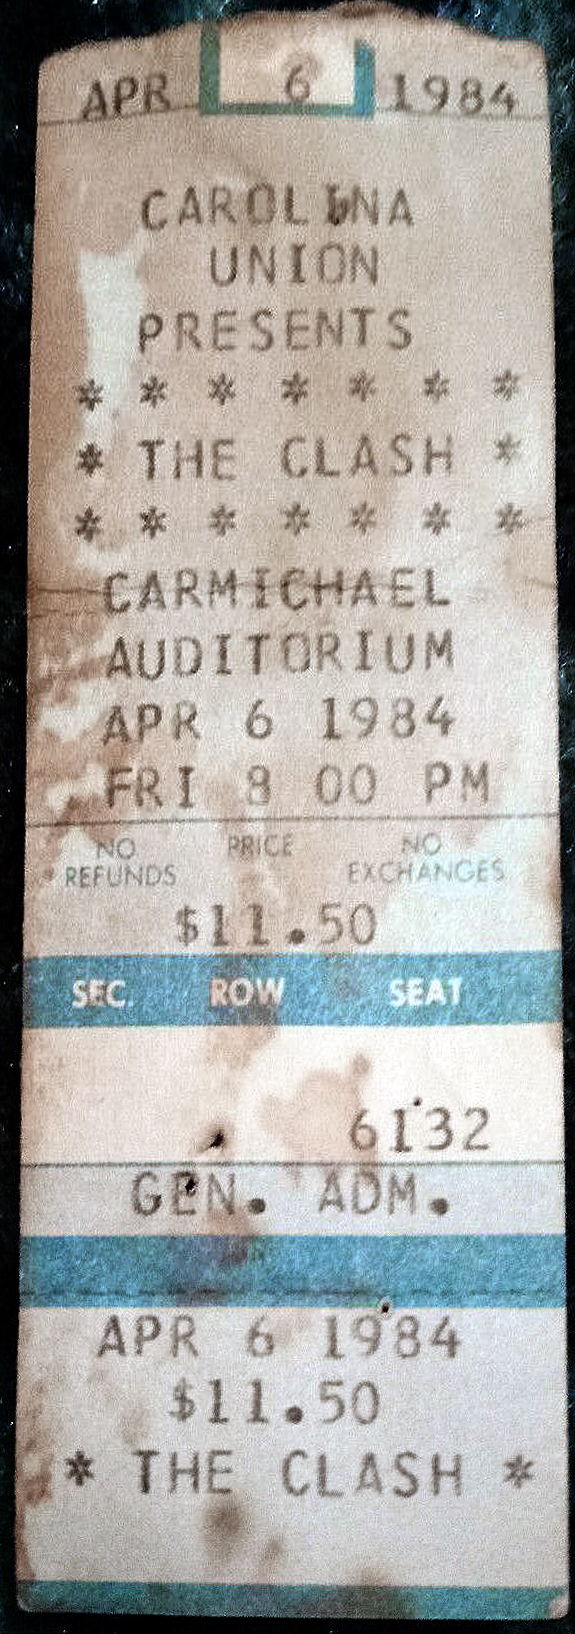 APR 6 1984
CAROLINA
UNION
PRESENTS
* * * * * * *
* THE CLASH *
* * * * * * *
CARMICHAEL
AUDITORIUM
APR 6 1984
FRI 8 00 PM
NO REFUNDS PRICE NO EXCHANGES
$11.50
SEC. ROW SEAT
6132
GEN. ADM.
APR 6 1984
$11.50
* THE CLASH *